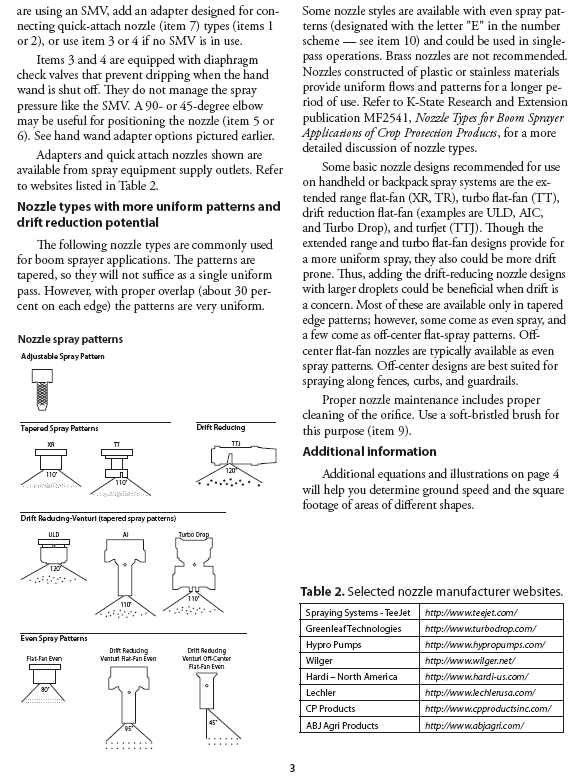 are using an SMV, add an adapter designed for con-
necting quick-attach nozzle (item 7) types (items 1
or 2), or use item 3 or 4 if no SMV is in use.
Items 3 and 4 are equipped with diaphragm
check valves that prevent dripping when the hand
wand is shut off. They do not manage the spray
pressure like the SMV. A 90- or 45-degree elbow
may be useful for positioning the nozzle (item 5 or
6). See hand wand adapter options pictured earlier.
Adapters and quick attach nozzles shown are
available from spray equipment supply outlets. Refer
to websites listed in Table 2.
Nozzle types with more uniform patterns and
drift reduction potential
The following nozzle types are commonly used
for boom sprayer applications. The patterns are
tapered, so they will not suffice as a single uniform
pass. However, with proper overlap (about 30 per-
cent on each edge) the patterns are very uniform.
Nozzle spray patterns
Adjustable Spray Pattern
Tapered Spray Patterns
Drift Reducing
XR
TT
TTJ
110°
110°
120°
Drift Reducing-Venturi (tapered spray patterns)
ULD
AI
Turbo Drop
120°
110°
110°
Even Spray Patterns
Flat-Fan Even
Drift Reducing
Venturi Flat-Fan Even
Drift Reducing
Venturi Off-Center
Flat-Fan Even
80°
95°
45°
Some nozzle styles are available with even spray pat-
terns (designated with the letter "E" in the number
scheme — see item 10) and could be used in single-
pass operations. Brass nozzles are not recommended.
Nozzles constructed of plastic or stainless materials
provide uniform flows and patterns for a longer pe-
riod of use. Refer to K-State Research and Extension
publication MF2541, Nozzle Types for Boom Sprayer
Applications of Crop Protection Products, for a more
detailed discussion of nozzle types.
Some basic nozzle designs recommended for use
on handheld or backpack spray systems are the ex-
tended range flat-fan (XR, TR), turbo flat-fan (TT),
drift reduction flat-fan (examples are ULD, AIC,
and Turbo Drop), and turfjet (TTJ). Though the
extended range and turbo flat-fan designs provide for
a more uniform spray, they also could be more drift
prone. Thus, adding the drift-reducing nozzle designs
with larger droplets could be beneficial when drift is
a concern. Most of these are available only in tapered
edge patterns; however, some come as even spray, and
a few come as off-center flat-spray patterns. Off-
center flat-fan nozzles are typically available as even
spray patterns. Off-center designs are best suited for
spraying along fences, curbs, and guardrails.
Proper nozzle maintenance includes proper
cleaning of the orifice. Use a soft-bristled brush for
this purpose (item 9).
Additional information
Additional equations and illustrations on page 4
will help you determine ground speed and the square
footage of areas of different shapes.
Table 2. Selected nozzle manufacturer websites.
Spraying Systems - TeeJet http://www.teejet.com/
Greenleaf Technologies http://www.turbodrop.com/
Hypro Pumps http://www.hypropumps.com/
Wilger http://www.wilger.net/
Hardi – North America http://www.hardi-us.com/
Lechler http://www.lechlerusa.com/
CP Products http://www.cpproductsinc.com/
ABJ Agri Products http://www.abjagri.com/
3